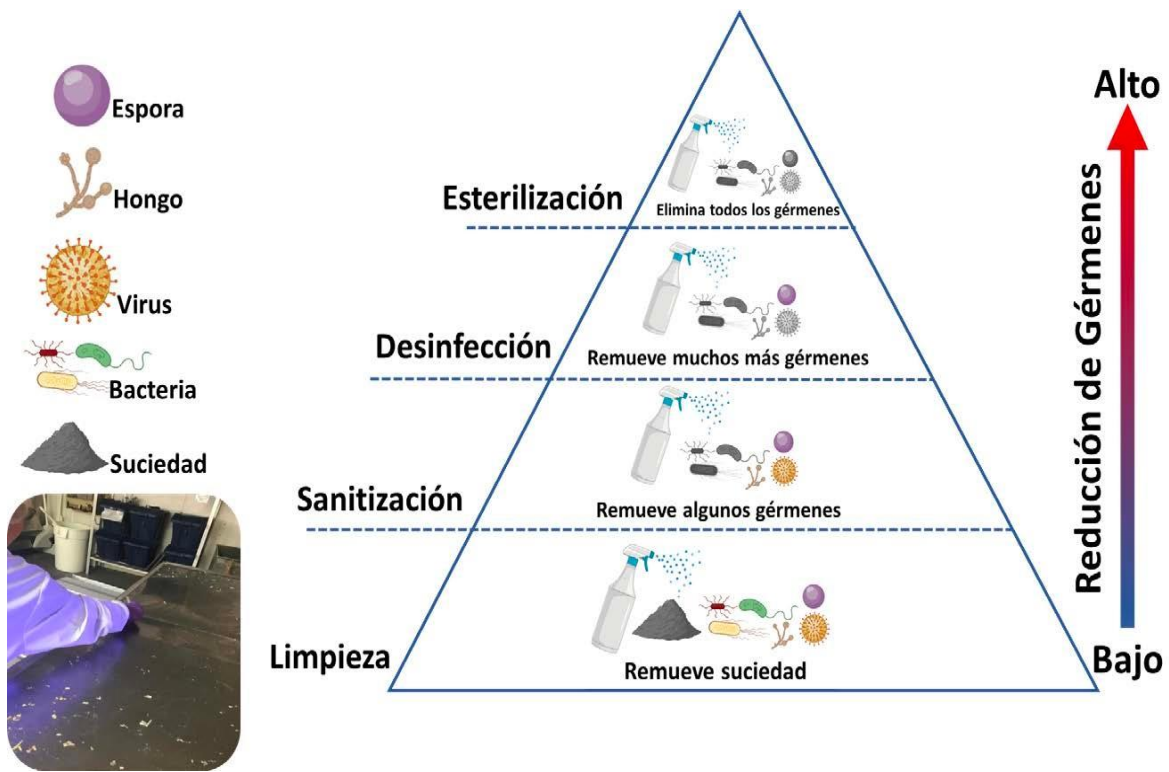 Espora
Hongo
Virus
Bacteria
Suciedad
Esterilización
Elimina todos los gérmenes
Desinfección
Remueve muchos más gérmenes
Sanitización
Remueve algunos gérmenes
Limpieza
Remueve suciedad
Alto
Reducción de Gérmenes
Bajo